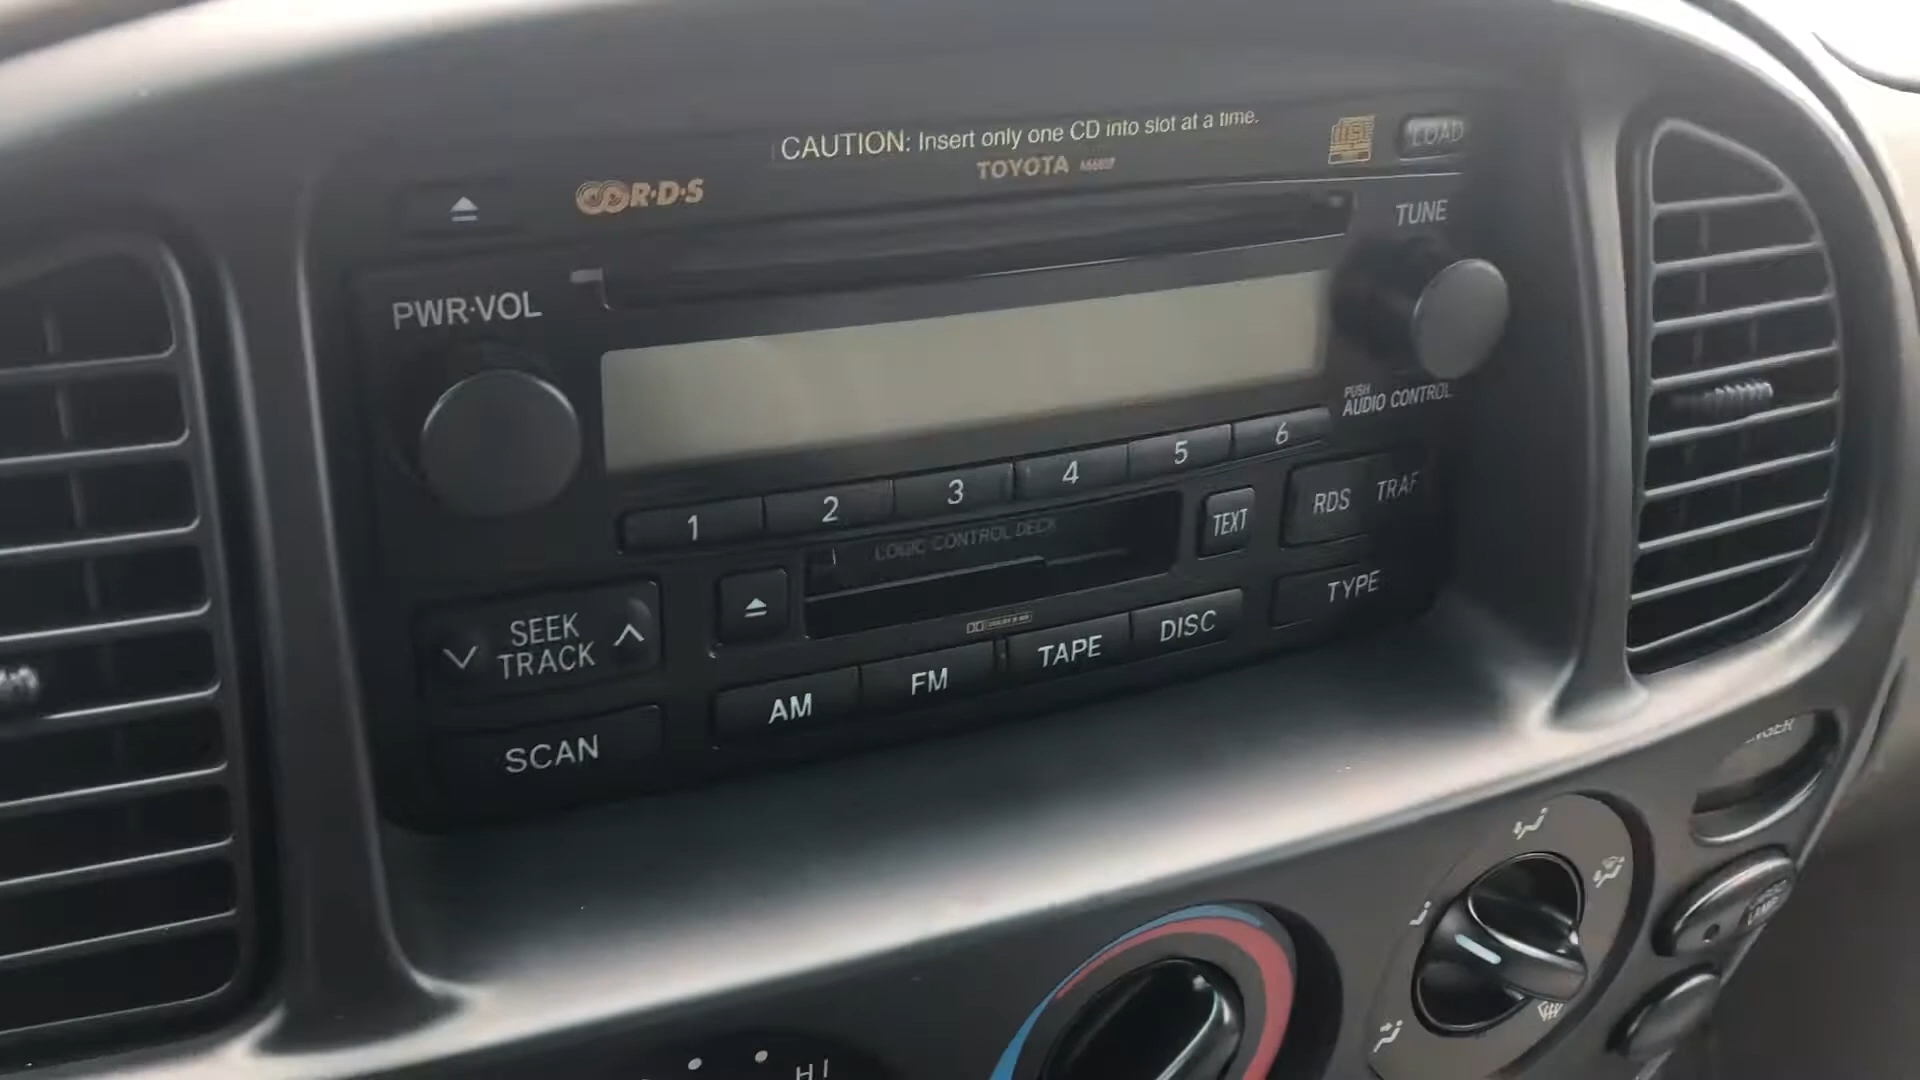 CAUTION: Insert only one CD into slot at a time.
LOAD
R·D·S
TOYOTA
TUNE
PWR·VOL
PUSH
AUDIO CONTROL
1 2 3 4 5 6
LOGIC CONTROL DECK
TEXT
RDS
TRAF
SEEK
TRACK
TYPE
AM FM TAPE DISC
SCAN
HI